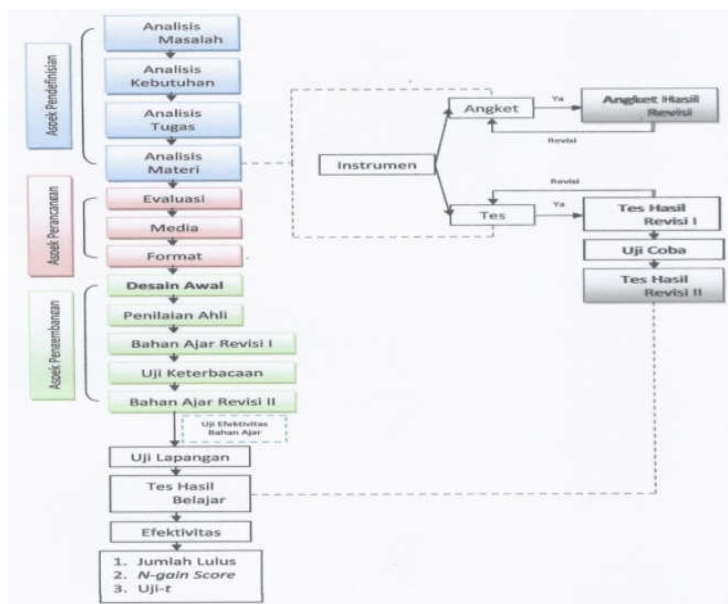 Aspek Pendefinisian
Analisis
Masalah
Analisis
Kebutuhan
Analisis
Tugas
Analisis
Materi
Aspek Perancangan
Evaluasi
Media
Format
Aspek Pengembangan
Desain Awal
Penilaian Ahli
Bahan Ajar Revisi I
Uji Keterbacaan
Bahan Ajar Revisi II
Uji Efektivitas
Bahan Ajar
Uji Lapangan
Tes Hasil
Belajar
Efektivitas
1. Jumlah Lulus
2. N-gain Score
3. Uji-t
Instrumen
Angket
Ya
Angket Hasil
Revisi
Revisi
Tes
Ya
Revisi
Tes Hasil
Revisi I
Uji Coba
Tes Hasil
Revisi II